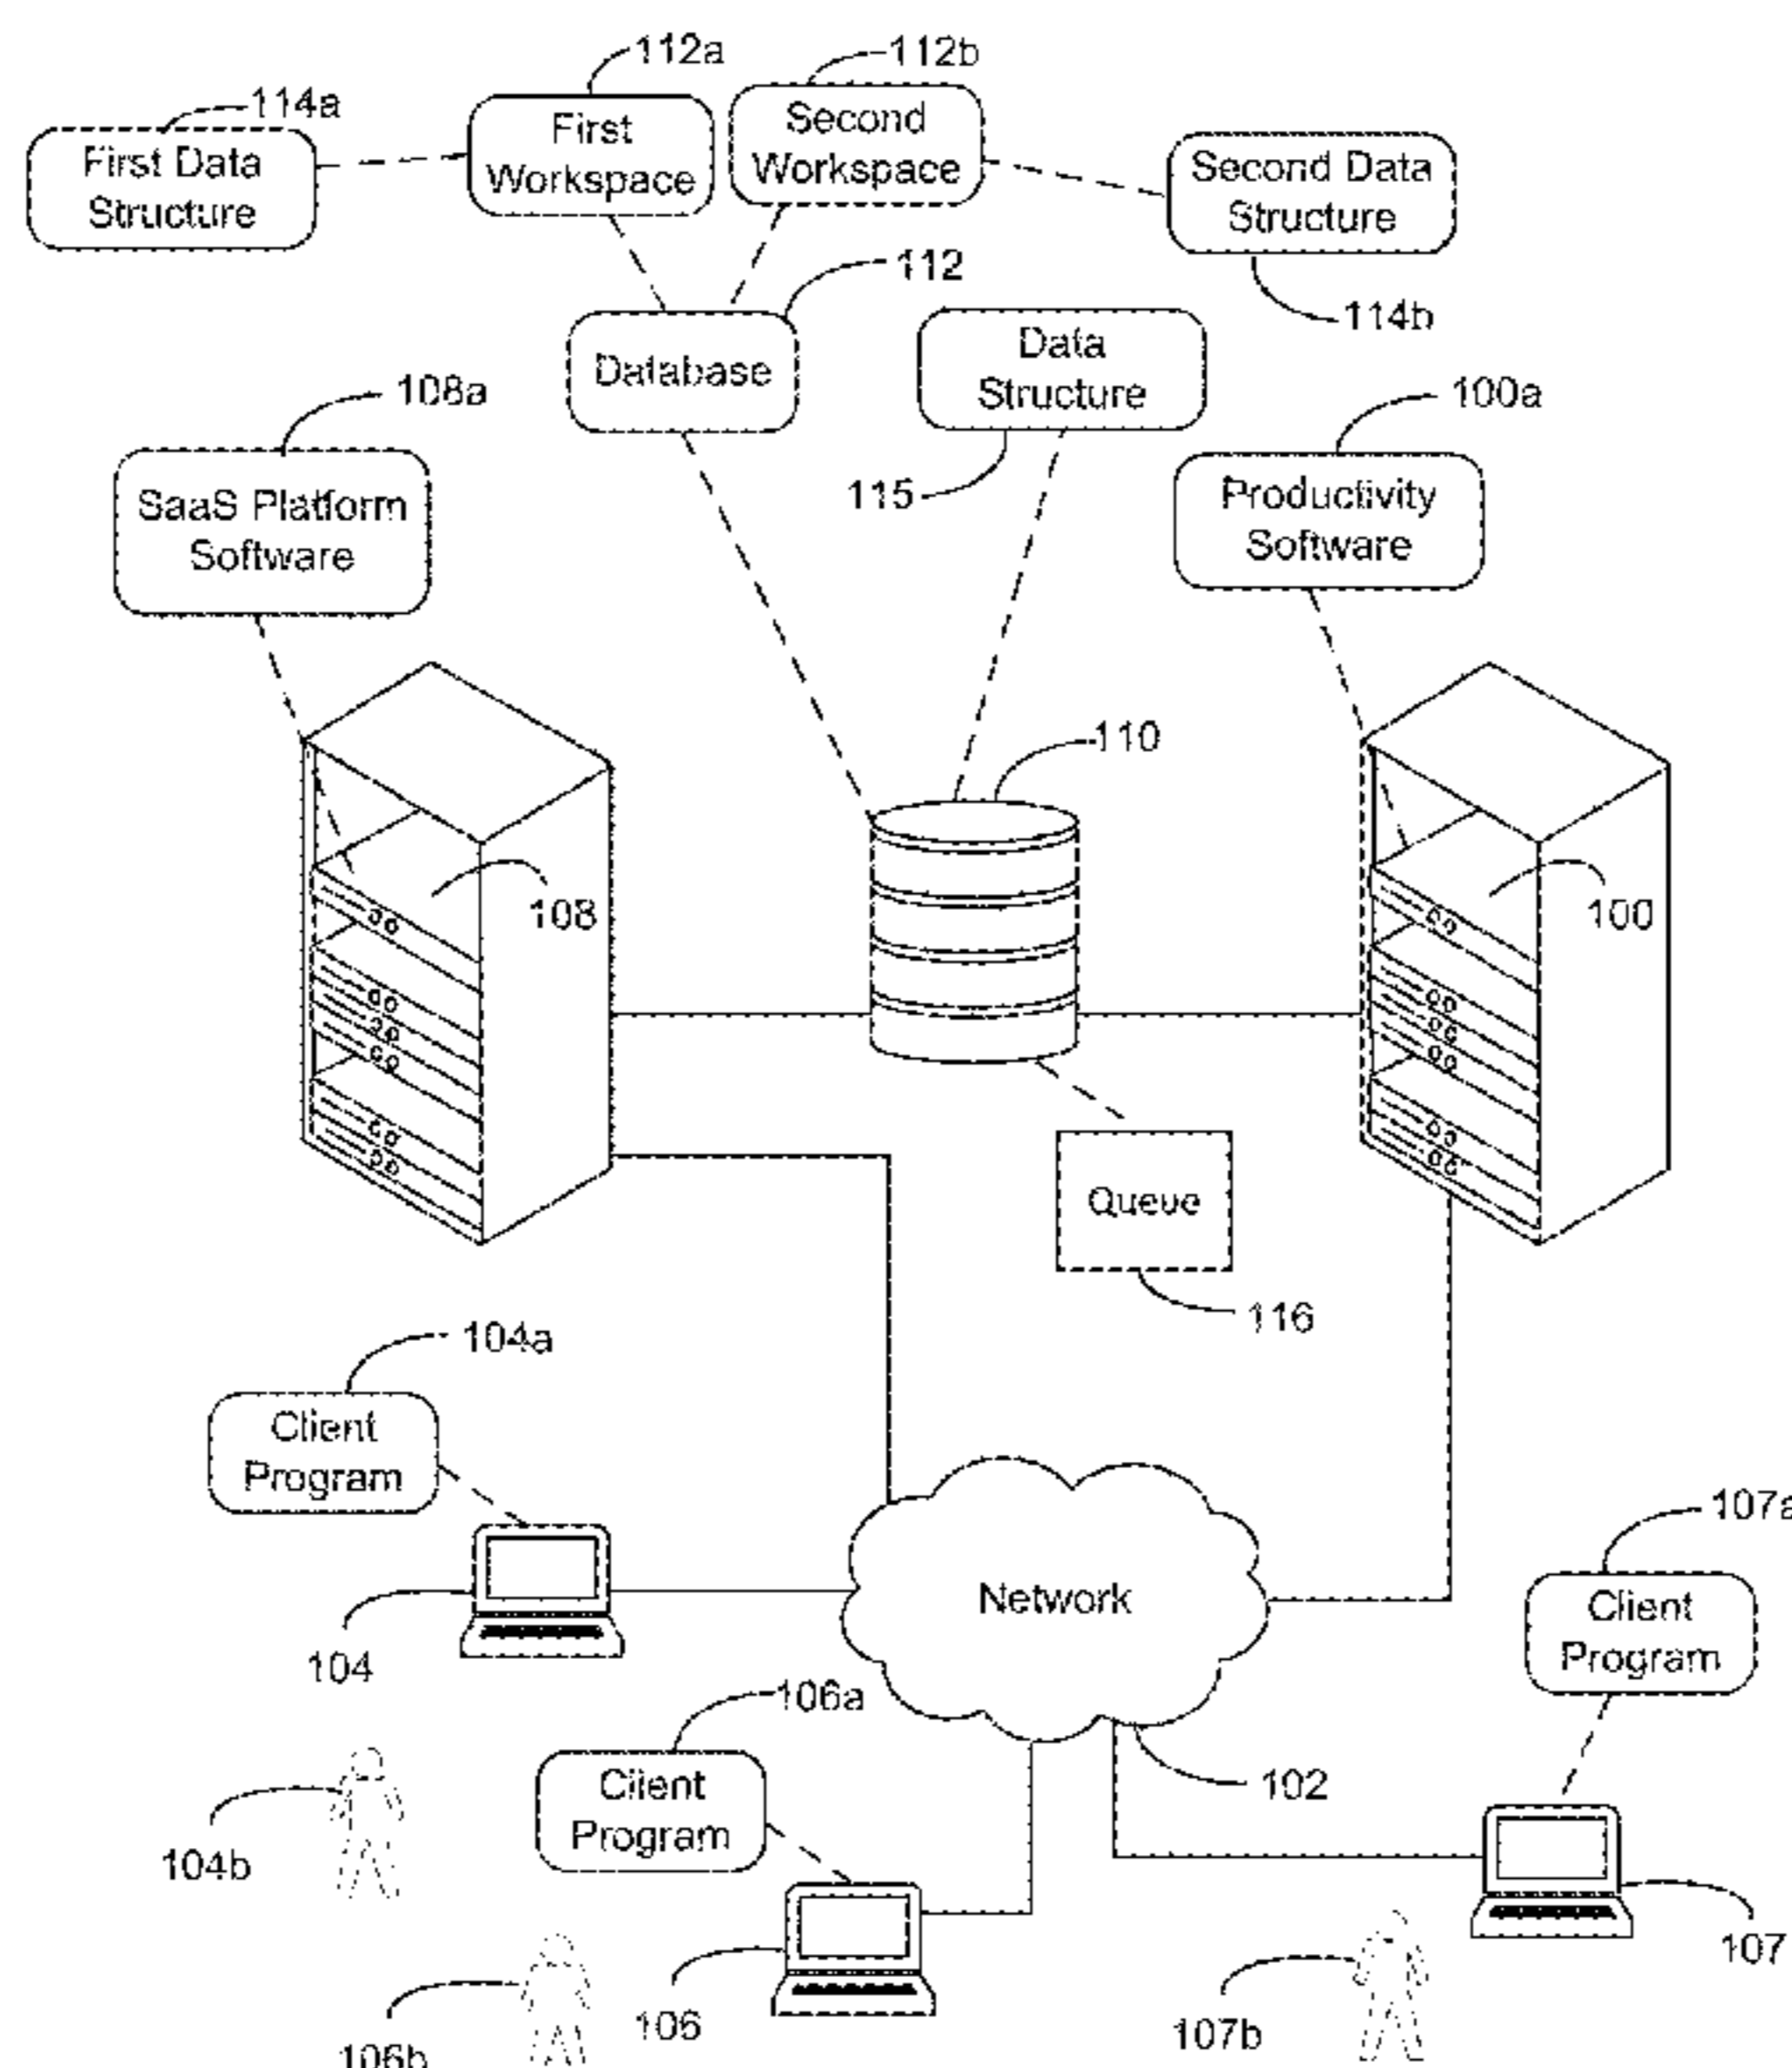 112a
112b
114a
First
Workspace
Second
Workspace
First Data
Structure
Second Data
Structure
112
114b
Database
Data
Structure
108a
100a
115
SaaS Platform
Software
Productivity
Software
110
108
100
Queue
116
104a
Client
Program
107a
Network
Client
Program
104
106a
Client
Program
102
104b
107
106
107b
106b